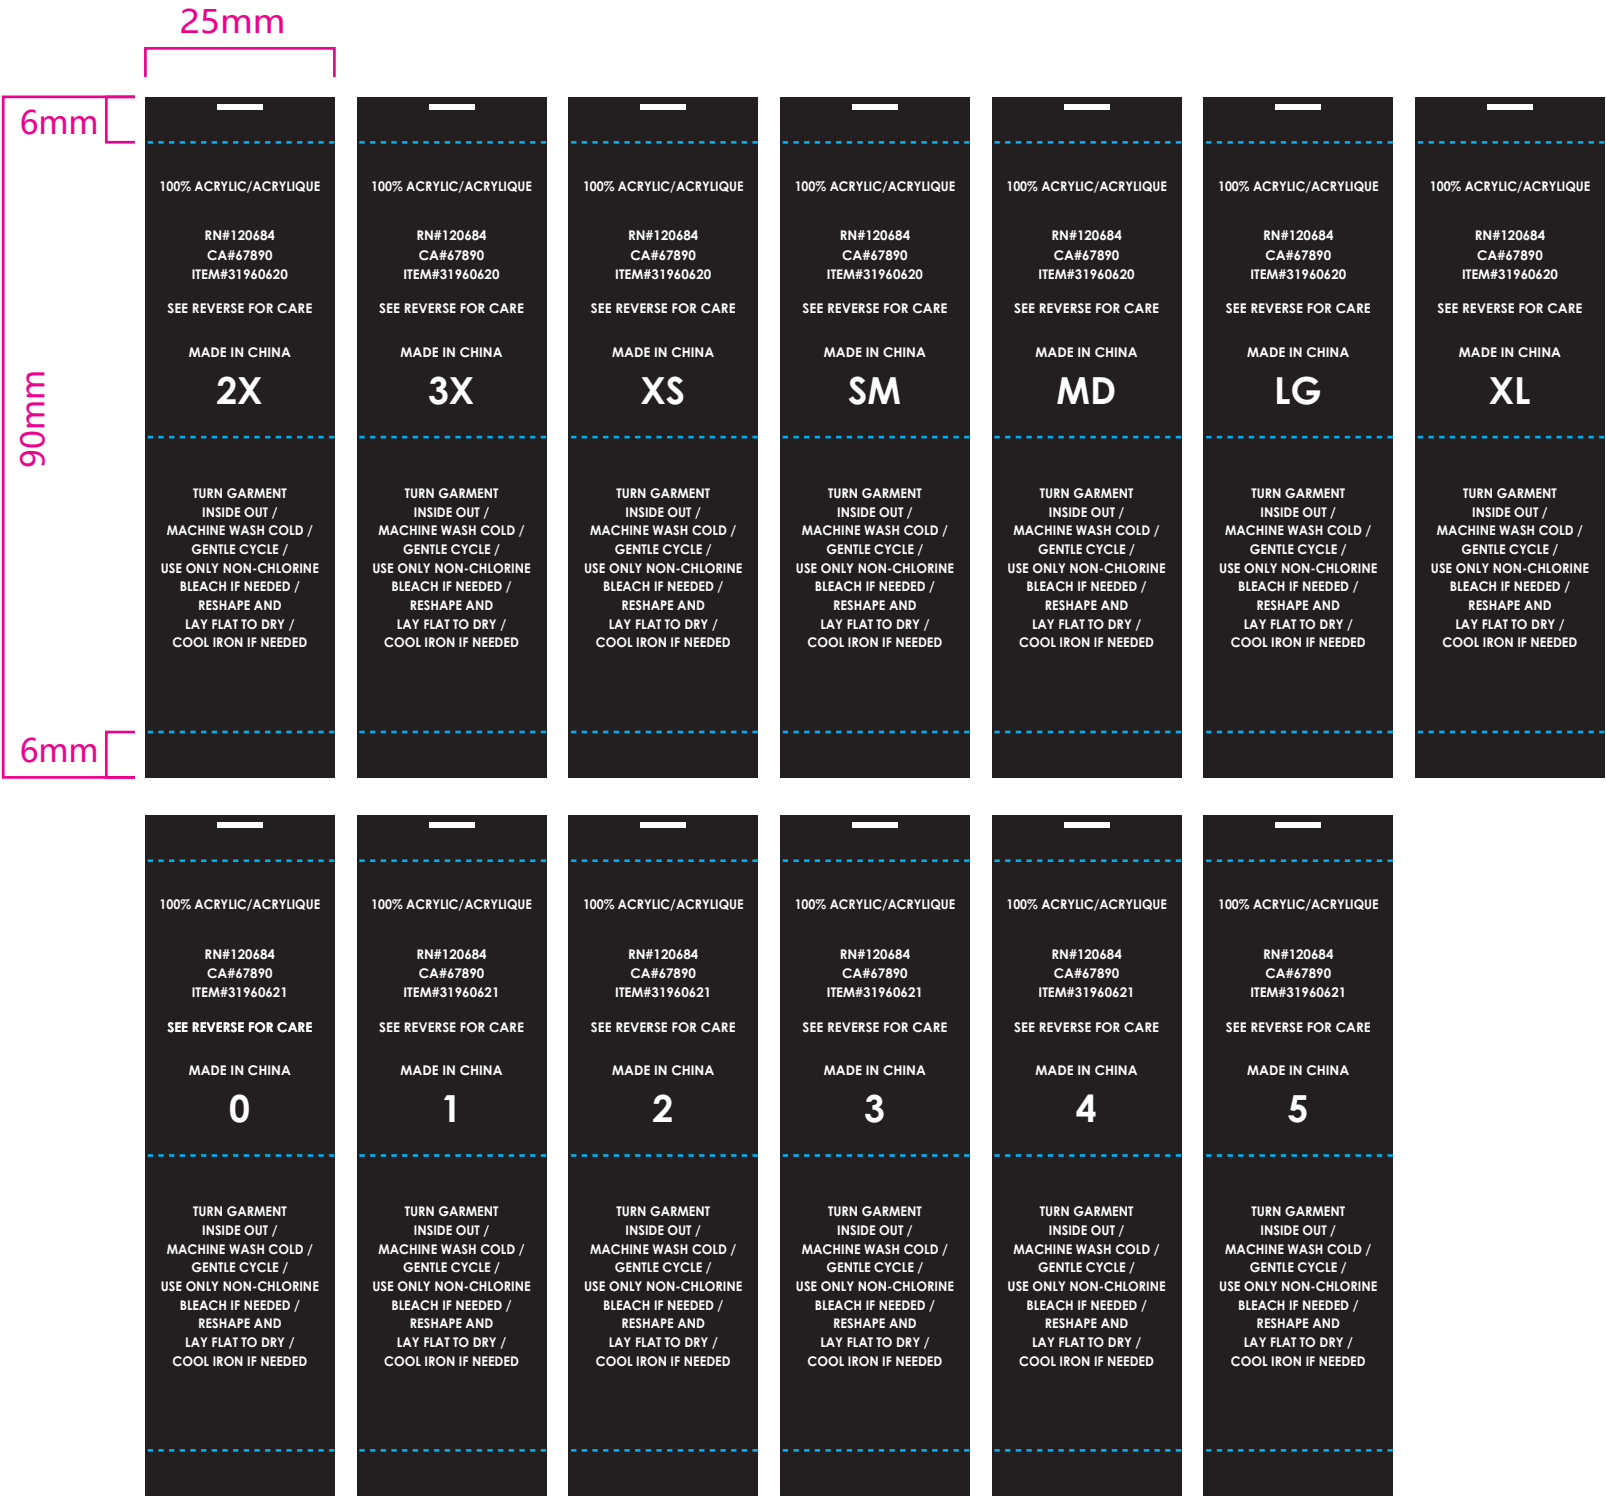 25mm
6mm
90mm
6mm
100% ACRYLIC/ACRYLIQUE
RN#120684
CA#67890
ITEM#31960620
SEE REVERSE FOR CARE
MADE IN CHINA
2X
TURN GARMENT
INSIDE OUT /
MACHINE WASH COLD /
GENTLE CYCLE /
USE ONLY NON-CHLORINE
BLEACH IF NEEDED /
RESHAPE AND
LAY FLAT TO DRY /
COOL IRON IF NEEDED
100% ACRYLIC/ACRYLIQUE
RN#120684
CA#67890
ITEM#31960620
SEE REVERSE FOR CARE
MADE IN CHINA
3X
TURN GARMENT
INSIDE OUT /
MACHINE WASH COLD /
GENTLE CYCLE /
USE ONLY NON-CHLORINE
BLEACH IF NEEDED /
RESHAPE AND
LAY FLAT TO DRY /
COOL IRON IF NEEDED
100% ACRYLIC/ACRYLIQUE
RN#120684
CA#67890
ITEM#31960620
SEE REVERSE FOR CARE
MADE IN CHINA
XS
TURN GARMENT
INSIDE OUT /
MACHINE WASH COLD /
GENTLE CYCLE /
USE ONLY NON-CHLORINE
BLEACH IF NEEDED /
RESHAPE AND
LAY FLAT TO DRY /
COOL IRON IF NEEDED
100% ACRYLIC/ACRYLIQUE
RN#120684
CA#67890
ITEM#31960620
SEE REVERSE FOR CARE
MADE IN CHINA
SM
TURN GARMENT
INSIDE OUT /
MACHINE WASH COLD /
GENTLE CYCLE /
USE ONLY NON-CHLORINE
BLEACH IF NEEDED /
RESHAPE AND
LAY FLAT TO DRY /
COOL IRON IF NEEDED
100% ACRYLIC/ACRYLIQUE
RN#120684
CA#67890
ITEM#31960620
SEE REVERSE FOR CARE
MADE IN CHINA
MD
TURN GARMENT
INSIDE OUT /
MACHINE WASH COLD /
GENTLE CYCLE /
USE ONLY NON-CHLORINE
BLEACH IF NEEDED /
RESHAPE AND
LAY FLAT TO DRY /
COOL IRON IF NEEDED
100% ACRYLIC/ACRYLIQUE
RN#120684
CA#67890
ITEM#31960620
SEE REVERSE FOR CARE
MADE IN CHINA
LG
TURN GARMENT
INSIDE OUT /
MACHINE WASH COLD /
GENTLE CYCLE /
USE ONLY NON-CHLORINE
BLEACH IF NEEDED /
RESHAPE AND
LAY FLAT TO DRY /
COOL IRON IF NEEDED
100% ACRYLIC/ACRYLIQUE
RN#120684
CA#67890
ITEM#31960620
SEE REVERSE FOR CARE
MADE IN CHINA
XL
TURN GARMENT
INSIDE OUT /
MACHINE WASH COLD /
GENTLE CYCLE /
USE ONLY NON-CHLORINE
BLEACH IF NEEDED /
RESHAPE AND
LAY FLAT TO DRY /
COOL IRON IF NEEDED
100% ACRYLIC/ACRYLIQUE
RN#120684
CA#67890
ITEM#31960621
SEE REVERSE FOR CARE
MADE IN CHINA
0
TURN GARMENT
INSIDE OUT /
MACHINE WASH COLD /
GENTLE CYCLE /
USE ONLY NON-CHLORINE
BLEACH IF NEEDED /
RESHAPE AND
LAY FLAT TO DRY /
COOL IRON IF NEEDED
100% ACRYLIC/ACRYLIQUE
RN#120684
CA#67890
ITEM#31960621
SEE REVERSE FOR CARE
MADE IN CHINA
1
TURN GARMENT
INSIDE OUT /
MACHINE WASH COLD /
GENTLE CYCLE /
USE ONLY NON-CHLORINE
BLEACH IF NEEDED /
RESHAPE AND
LAY FLAT TO DRY /
COOL IRON IF NEEDED
100% ACRYLIC/ACRYLIQUE
RN#120684
CA#67890
ITEM#31960621
SEE REVERSE FOR CARE
MADE IN CHINA
2
TURN GARMENT
INSIDE OUT /
MACHINE WASH COLD /
GENTLE CYCLE /
USE ONLY NON-CHLORINE
BLEACH IF NEEDED /
RESHAPE AND
LAY FLAT TO DRY /
COOL IRON IF NEEDED
100% ACRYLIC/ACRYLIQUE
RN#120684
CA#67890
ITEM#31960621
SEE REVERSE FOR CARE
MADE IN CHINA
3
TURN GARMENT
INSIDE OUT /
MACHINE WASH COLD /
GENTLE CYCLE /
USE ONLY NON-CHLORINE
BLEACH IF NEEDED /
RESHAPE AND
LAY FLAT TO DRY /
COOL IRON IF NEEDED
100% ACRYLIC/ACRYLIQUE
RN#120684
CA#67890
ITEM#31960621
SEE REVERSE FOR CARE
MADE IN CHINA
4
TURN GARMENT
INSIDE OUT /
MACHINE WASH COLD /
GENTLE CYCLE /
USE ONLY NON-CHLORINE
BLEACH IF NEEDED /
RESHAPE AND
LAY FLAT TO DRY /
COOL IRON IF NEEDED
100% ACRYLIC/ACRYLIQUE
RN#120684
CA#67890
ITEM#31960621
SEE REVERSE FOR CARE
MADE IN CHINA
5
TURN GARMENT
INSIDE OUT /
MACHINE WASH COLD /
GENTLE CYCLE /
USE ONLY NON-CHLORINE
BLEACH IF NEEDED /
RESHAPE AND
LAY FLAT TO DRY /
COOL IRON IF NEEDED